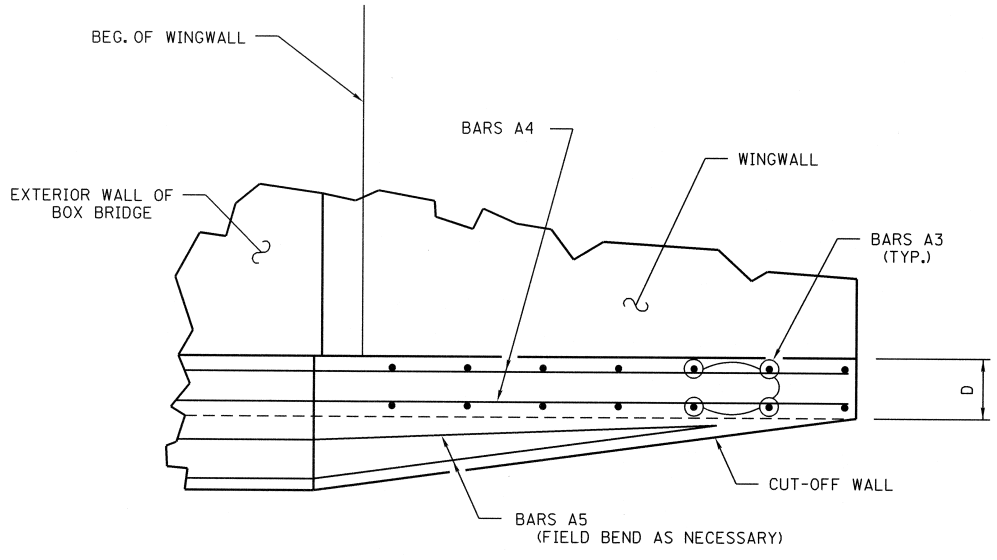 BEG. OF WINGWALL
BARS A4
WINGWALL
EXTERIOR WALL OF
BOX BRIDGE
BARS A3
(TYP.)
D
CUT-OFF WALL
BARS A5
(FIELD BEND AS NECESSARY)